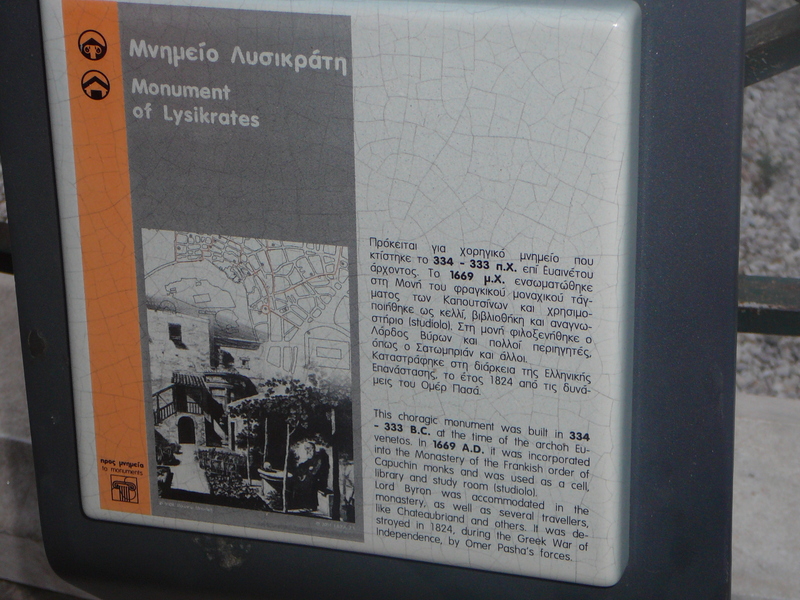 Μνημείο Λυσικράτη
Monument
of Lysikrates
Πρόκειται για χορηγικό μνημείο που
κτίστηκε το 334 - 333 π.Χ. επί Ευαινέτου
άρχοντος. Το 1669 μ.Χ. ενσωματώθηκε
στη Μονή του φραγκικού μοναχικού τάγ-
ματος των Καπουτσίνων και χρησιμο-
ποιήθηκε ως κελλί, βιβλιοθήκη και αναγνω-
στήριο (studiolo). Στη μονή φιλοξενήθηκε ο
Λόρδος Βύρων και πολλοί περιηγητές,
όπως ο Σατωμπριάν και άλλοι.
Καταστράφηκε στη διάρκεια της Ελληνικής
Επανάστασης, το έτος 1824 από τις δυνά-
μεις του Ομέρ Πασά.
This choragic monument was built in 334
- 333 B.C. at the time of the archoh Eu-
venetos. In 1669 A.D. it was incorporated
into the Monastery of the Frankish order of
Capuchin monks and was used as a cell,
library and study room (studiolo).
Lord Byron was accommodated in the
monastery, as well as several travellers,
like Chateaubriand and others. It was de-
stroyed in 1824, during the Greek War of
Independence, by Omer Pasha's forces.
προς μνημεία
to monuments